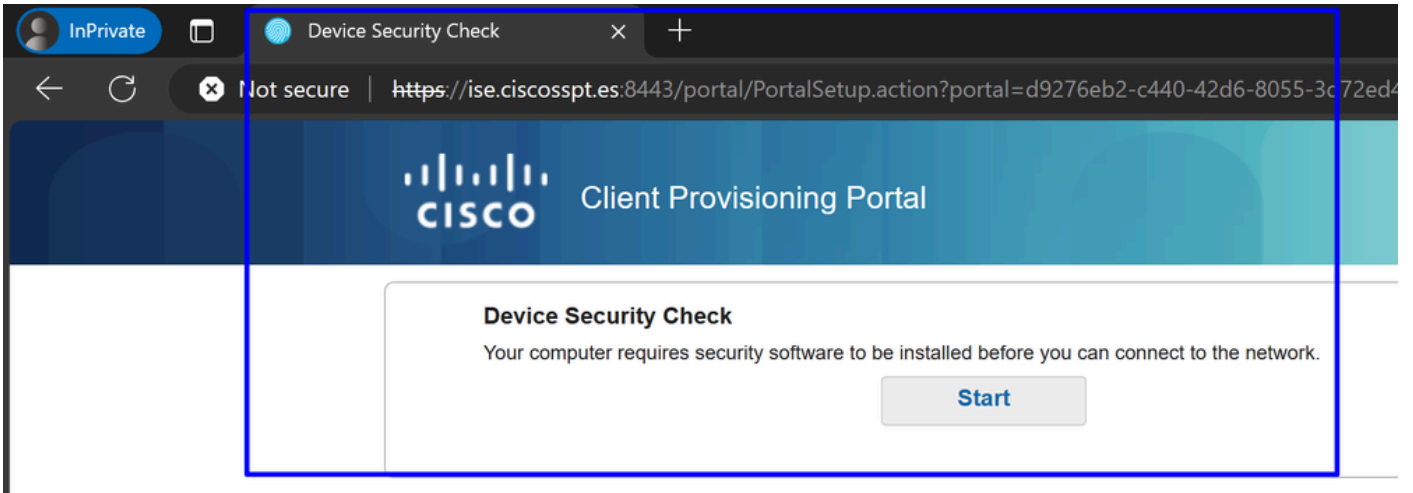 InPrivate
Device Security Check
Not secure
https://ise.ciscosspt.es:8443/portal/PortalSetup.action?portal=d9276eb2-c440-42d6-8055-3d72ed4
CISCO
Client Provisioning Portal
Device Security Check
Your computer requires security software to be installed before you can connect to the network.
Start